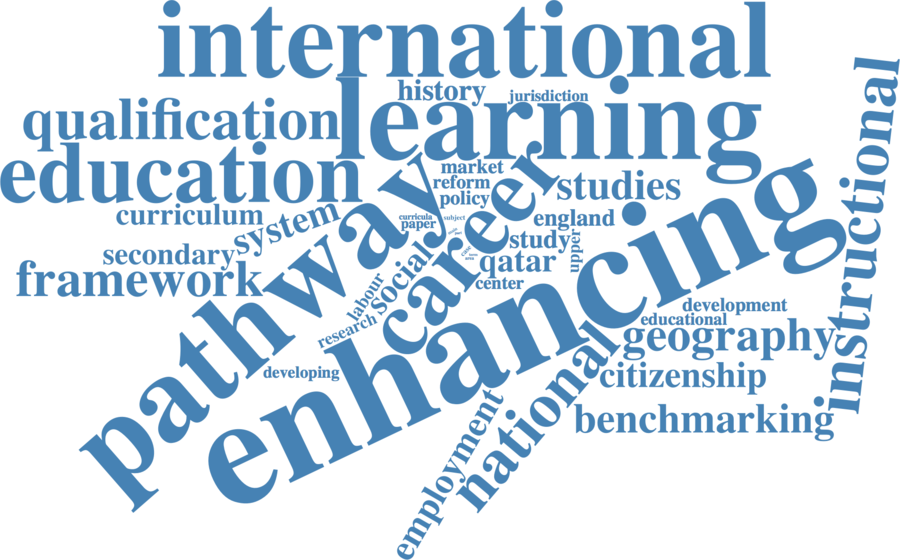 international
history
jurisdiction
learning
qualification
education
market
reform
policy
studies
instructional
curriculum
system
pathway
career
curricula
subject
paper
england
secondary
framework
social
study
qatar
upper
center
enhancing
labour
research
developing
development
educational
geography
citizenship
national
benchmarking
employment
area